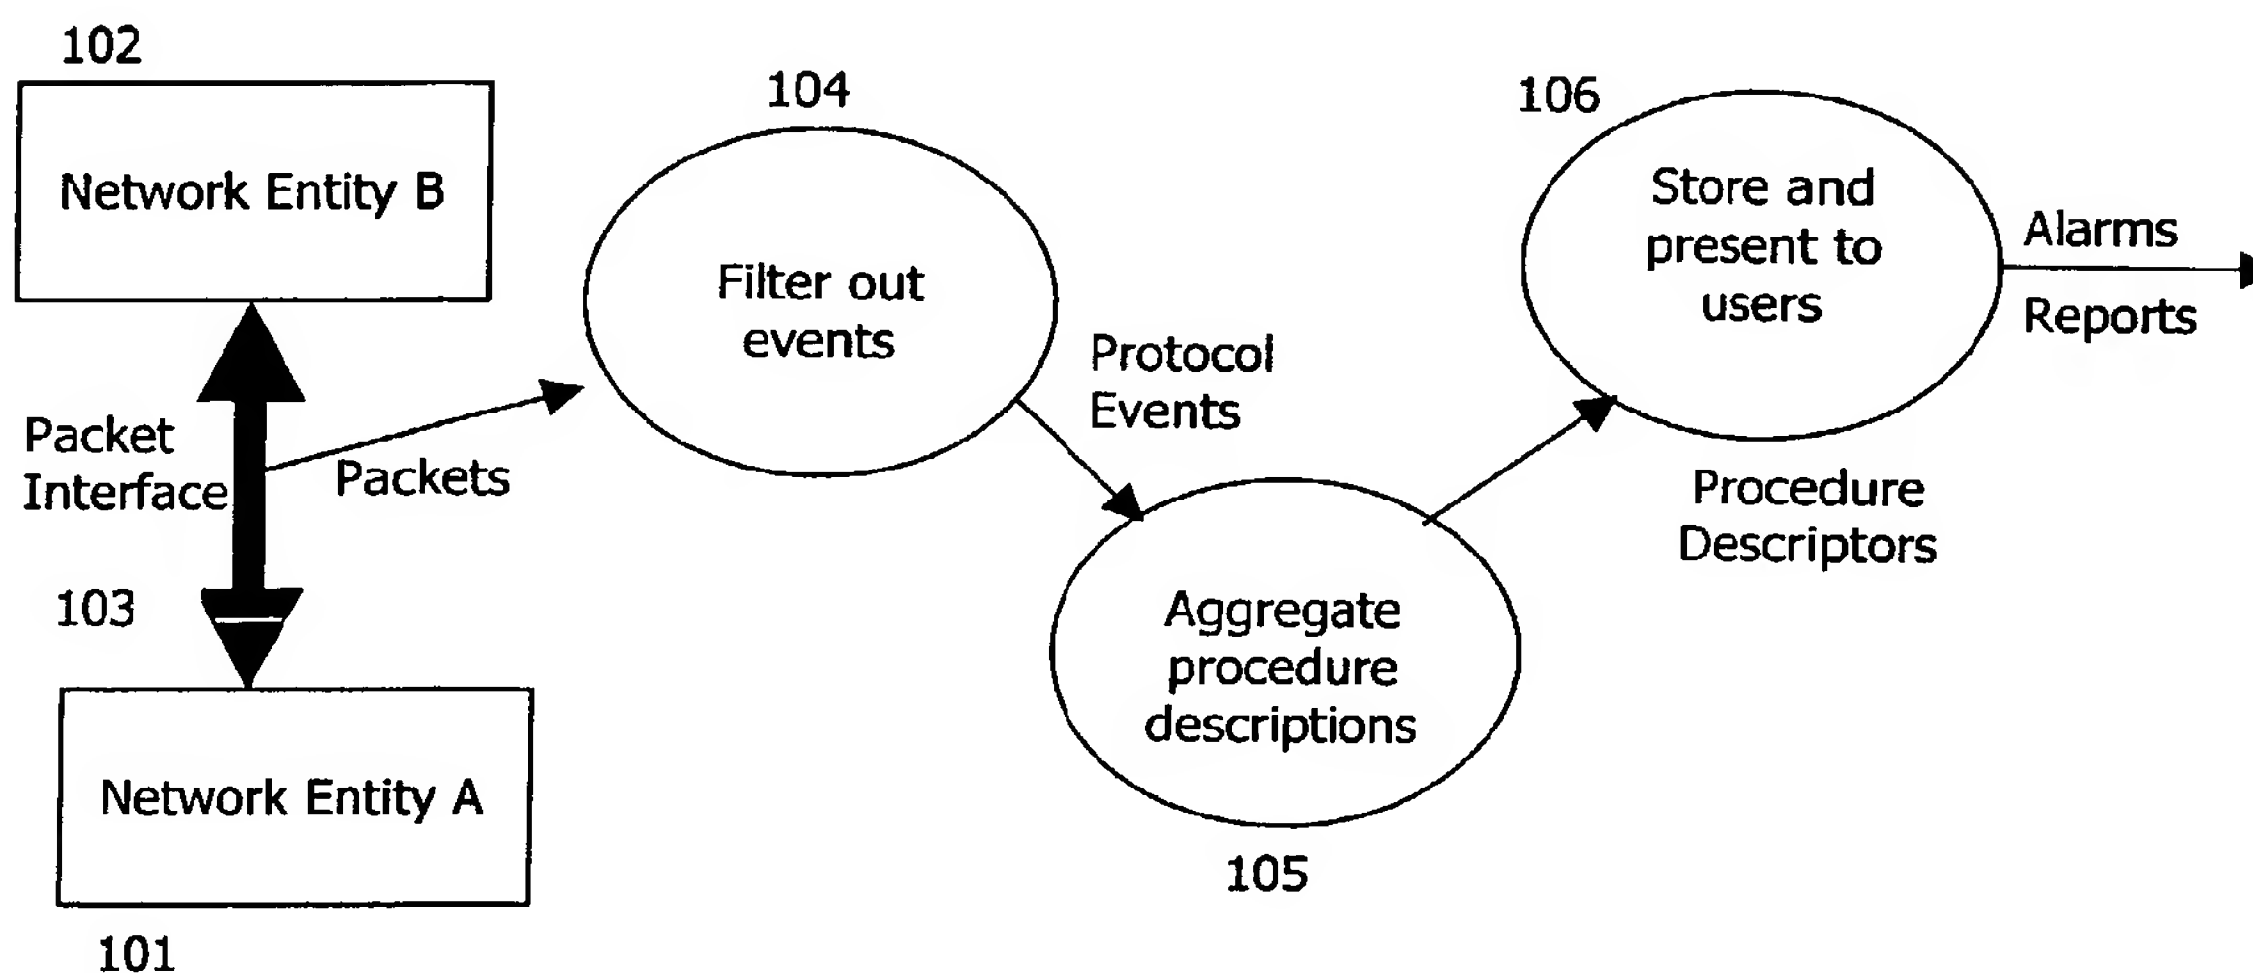 102
Network Entity B
Packet
Interface
Packets
103
Network Entity A
101
104
Filter out
events
Protocol
Events
Aggregate
procedure
descriptions
105
106
Store and
present to
users
Procedure
Descriptors
Alarms
Reports